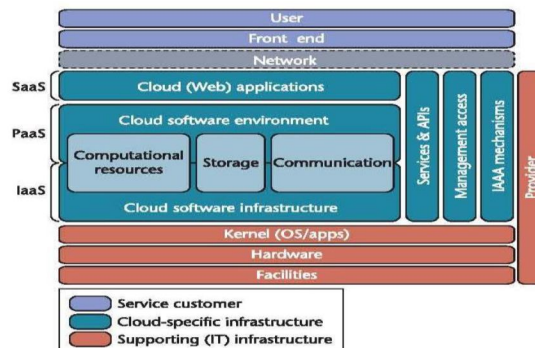 User
Front end
Network
SaaS
Cloud (Web) applications
PaaS
Cloud software environment
Computational
resources
Storage
Communication
IaaS
Cloud software infrastructure
Services & APIs
Management access
IAAA mechanisms
Provider
Kernel (OS/apps)
Hardware
Facilities
Service customer
Cloud-specific infrastructure
Supporting (IT) infrastructure